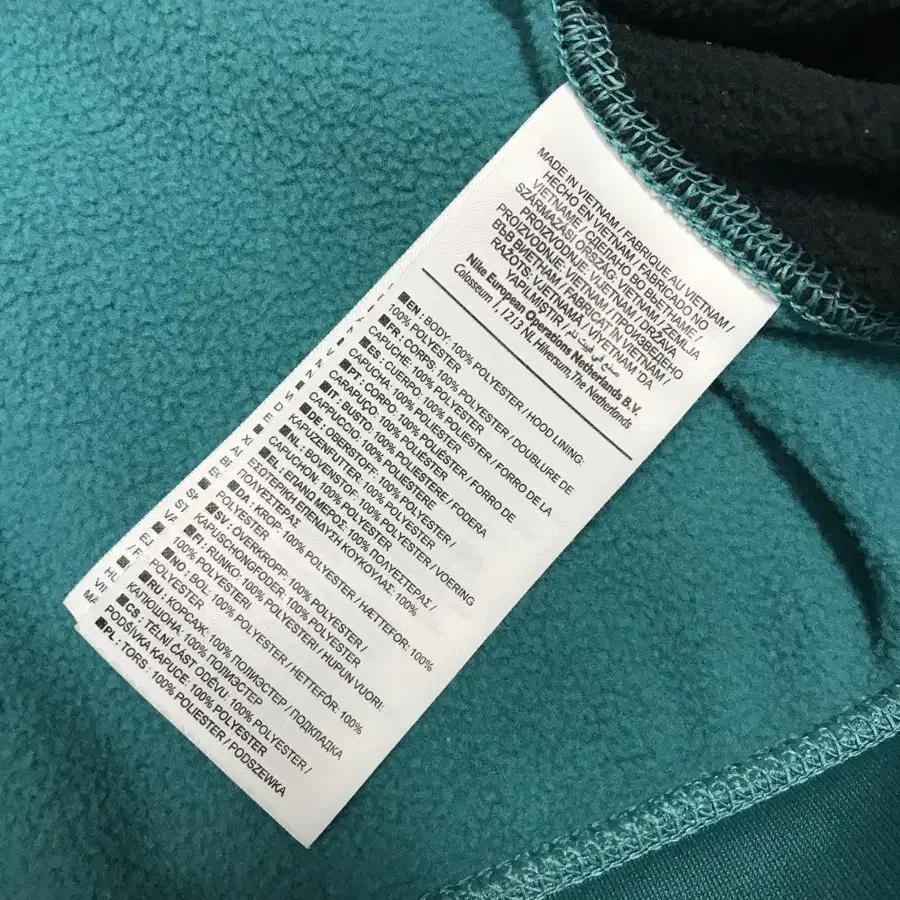 MADE IN VIETNAM / FABRIQUE AU VIETNAM /
HECHO EN VIETNAM / FABRICADO NO
VIETNAME / СДЕЛАНО ВО ВЬЕТНАМЕ /
SZÁRMAZÁSI ORSZÁG: VIETNAM / ZEMLJA
PROIZVODNJE: VIETNAM / DRŽAVA
PROIZVODNJE: VIJETNAM / ПРОИЗВЕДЕНО
ВЪВ ВИЕТНАМ / FABRICAT ÎN VIETNAM /
RAŽOTS: VJETNAMĀ / VIETNAM 'DA
YAPILMIŞTIR /
Nike European Operations Netherlands B.V.
Colosseum 1, 1213 NL Hilversum, The Netherlands
EN : BODY: 100% POLYESTER / HOOD LINING:
100% POLYESTER
FR : CORPS: 100% POLYESTER / DOUBLURE DE
CAPUCHE: 100% POLYESTER
ES : CUERPO: 100% POLIÉSTER / FORRO DE LA
CAPUCHA: 100% POLIÉSTER
PT : CORPO: 100% POLIÉSTER / FORRO DE
CARAPUÇO: 100% POLIÉSTER
IT : BUSTO: 100% POLIESTERE / FODERA
CAPPUCCIO: 100% POLIESTERE
DE : OBERSTOFF: 100% POLYESTER /
KAPUZENFUTTER: 100% POLYESTER
NL : BOVENSTOF: 100% POLYESTER / VOERING
CAPUCHON: 100% POLYESTER
EL : ΕΠΑΝΩ ΜΕΡΟΣ: 100% ΠΟΛΥΕΣΤΕΡΑΣ /
ΕΣΩΤΕΡΙΚΗ ΕΠΕΝΔΥΣΗ ΚΟΥΚΟΥΛΑΣ: 100%
ΠΟΛΥΕΣΤΕΡΑΣ
DA : KROP: 100% POLYESTER / HÆTTEFOR: 100%
POLYESTER
SV : ÖVERKROPP: 100% POLYESTER /
KAPUSCHONGFODER: 100% POLYESTER
FI : RUNKO: 100% POLYESTERI / HUPUN VUORI:
100% POLYESTERI
NO : BOL: 100% POLYESTER / HETTEFÔR: 100%
POLYESTER
RU : КОРСАЖ: 100% ПОЛИЭСТЕР / ПОДКЛАДКА
КАПЮШОНА: 100% ПОЛИЭСТЕР
CS : TĚLNÍ ČÁST ODĚVU: 100% POLYESTER /
PODŠÍVKA KAPUCE: 100% POLYESTER
PL : TORS: 100% POLIESTER / PODSZEWKA